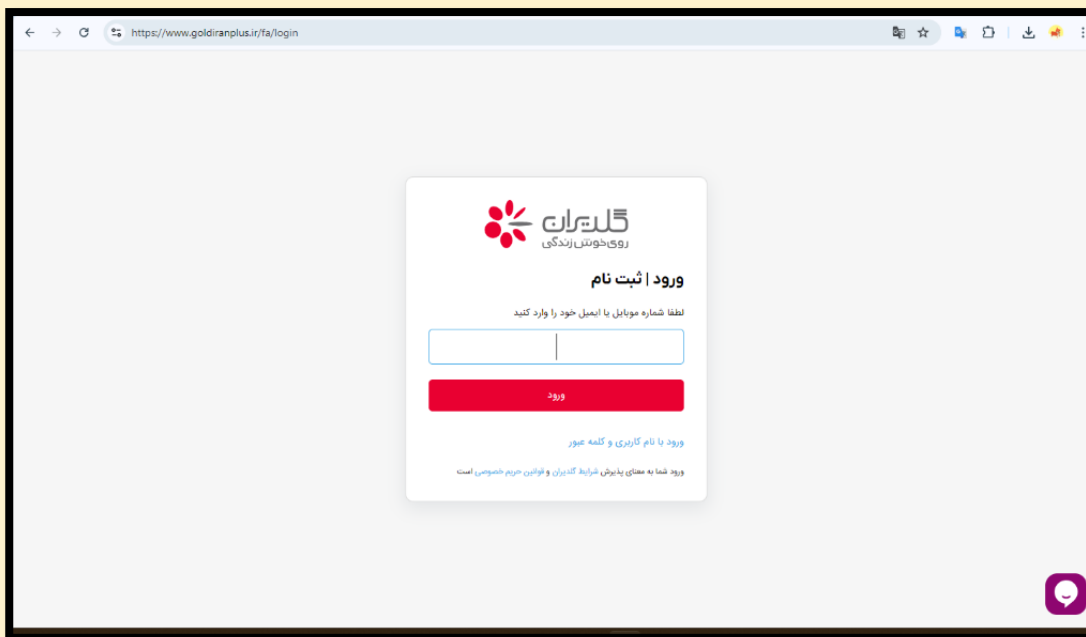 https://www.goldiranplus.ir/fa/login
گلدیران
روی‌خوش‌زندگی
ورود | ثبت نام
لطفا شماره موبایل یا ایمیل خود را وارد کنید
ورود
ورود با نام کاربری و کلمه عبور
ورود شما به معنای پذیرش شرایط گلدیران و قوانین حریم خصوصی است